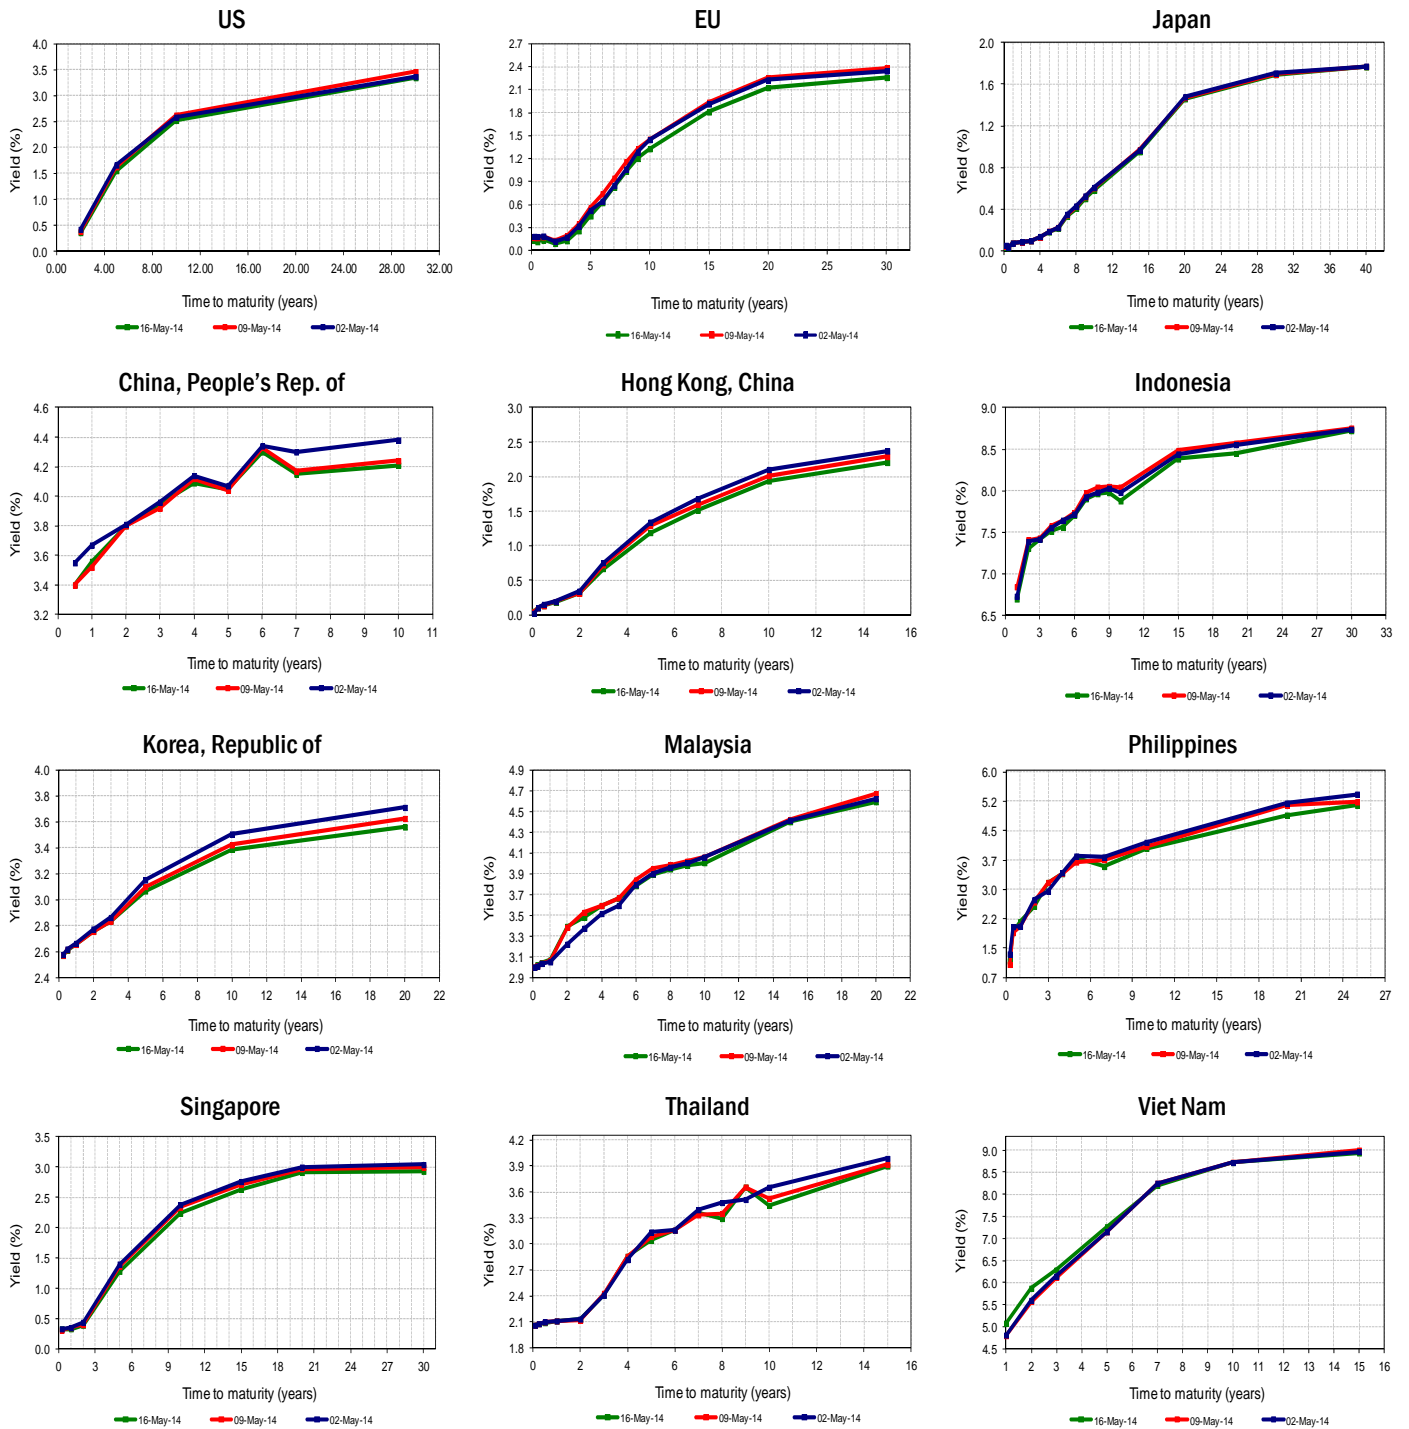 US
EU
Japan
4.0
3.5
3.0
2.5
2.0
1.5
1.0
0.5
0.0
Yield (%)
0.00 4.00 8.00 12.00 16.00 20.00 24.00 28.00 32.00
Time to maturity (years)
16-May-14 09-May-14 02-May-14
2.7
2.4
2.1
1.8
1.5
1.2
0.9
0.6
0.3
0.0
Yield (%)
0 5 10 15 20 25 30
Time to maturity (years)
16-May-14 09-May-14 02-May-14
2.0
1.6
1.2
0.8
0.4
0.0
Yield (%)
0 4 8 12 16 20 24 28 32 36 40
Time to maturity (years)
16-May-14 09-May-14 02-May-14
China, People's Rep. of
Hong Kong, China
Indonesia
4.6
4.4
4.2
4.0
3.8
3.6
3.4
3.2
Yield (%)
0 1 2 3 4 5 6 7 8 9 10 11
Time to maturity (years)
16-May-14 09-May-14 02-May-14
3.0
2.5
2.0
1.5
1.0
0.5
0.0
Yield (%)
0 2 4 6 8 10 12 14 16
Time to maturity (years)
16-May-14 09-May-14 02-May-14
9.0
8.5
8.0
7.5
7.0
6.5
Yield (%)
0 3 6 9 12 15 18 21 24 27 30 33
Time to maturity (years)
16-May-14 09-May-14 02-May-14
Korea, Republic of
Malaysia
Philippines
4.0
3.8
3.6
3.4
3.2
3.0
2.8
2.6
2.4
Yield (%)
0 2 4 6 8 10 12 14 16 18 20 22
Time to maturity (years)
16-May-14 09-May-14 02-May-14
4.9
4.7
4.5
4.3
4.1
3.9
3.7
3.5
3.3
3.1
2.9
Yield (%)
0 2 4 6 8 10 12 14 16 18 20 22
Time to maturity (years)
16-May-14 09-May-14 02-May-14
6.0
5.2
4.5
3.7
3.0
2.2
1.5
0.7
Yield (%)
0 3 6 9 12 15 18 21 24 27
Time to maturity (years)
16-May-14 09-May-14 02-May-14
Singapore
Thailand
Viet Nam
3.5
3.0
2.5
2.0
1.5
1.0
0.5
0.0
Yield (%)
0 3 6 9 12 15 18 21 24 27 30
Time to maturity (years)
16-May-14 09-May-14 02-May-14
4.2
3.9
3.6
3.3
3.0
2.7
2.4
2.1
1.8
Yield (%)
0 2 4 6 8 10 12 14 16
Time to maturity (years)
16-May-14 09-May-14 02-May-14
9.0
8.5
8.0
7.5
7.0
6.5
6.0
5.5
5.0
4.5
Yield (%)
1 2 3 4 5 6 7 8 9 10 12 13 14 15 16
Time to maturity (years)
16-May-14 09-May-14 02-May-14